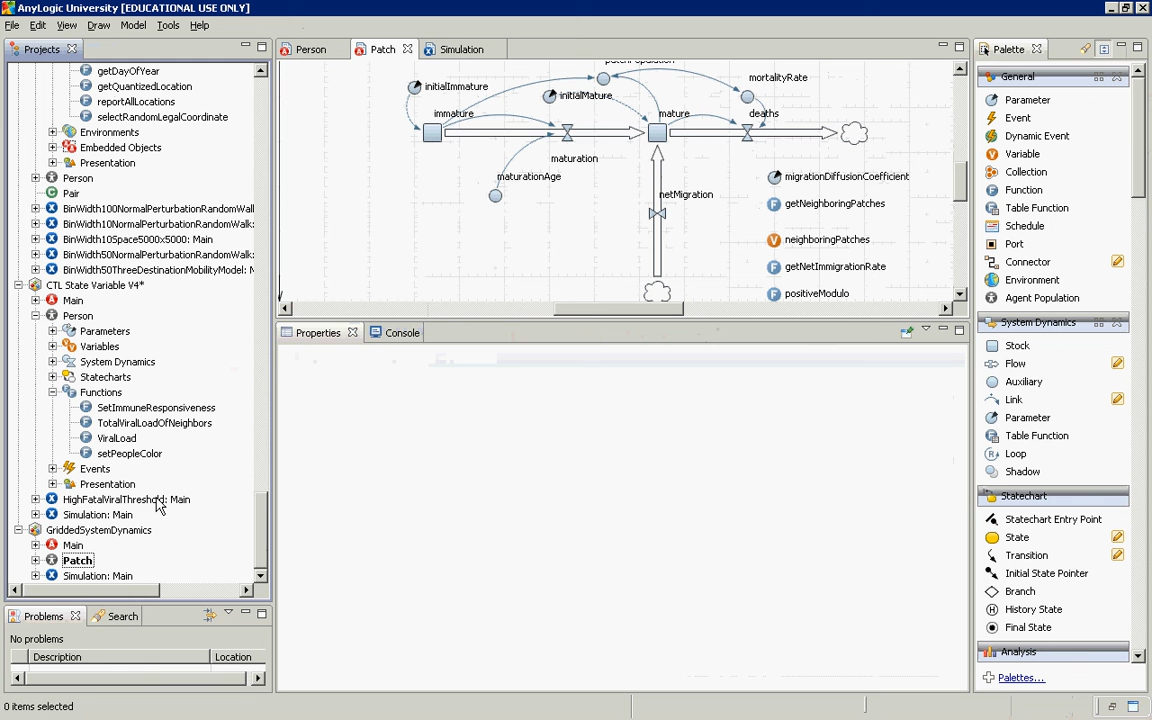 AnyLogic University [EDUCATIONAL USE ONLY]
File Edit View Draw Model Tools Help
Projects
getDayOfYear
getQuantizedLocation
reportAllLocations
selectRandomLegalCoordinate
Environments
Embedded Objects
Presentation
Person
Pair
BinWidth100NormalPerturbationRandomWall
BinWidth10NormalPerturbationRandomWalk:
BinWidth10Space5000x5000: Main
BinWidth50NormalPerturbationRandomWalk:
BinWidth50ThreeDestinationMobilityModel: M
CTL State Variable V4*
Main
Person
Parameters
Variables
System Dynamics
Statecharts
Functions
SetImmuneResponsiveness
TotalViralLoadOfNeighbors
ViralLoad
setPeopleColor
Events
Presentation
HighFatalViralThreshold: Main
Simulation: Main
GriddedSystemDynamics
Main
Patch
Simulation: Main
Problems Search
No problems
Description Location
0 items selected
Person Patch Simulation
initialImmature
initialMature
mortalityRate
immature
mature
deaths
maturation
maturationAge
netMigration
migrationDiffusionCoefficient
getNeighboringPatches
neighboringPatches
getNetImmigrationRate
positiveModulo
Properties Console
Palette
General
Parameter
Event
Dynamic Event
Variable
Collection
Function
Table Function
Schedule
Port
Connector
Environment
Agent Population
System Dynamics
Stock
Flow
Auxiliary
Link
Parameter
Table Function
Loop
Shadow
Statechart
Statechart Entry Point
State
Transition
Initial State Pointer
Branch
History State
Final State
Analysis
Palettes...